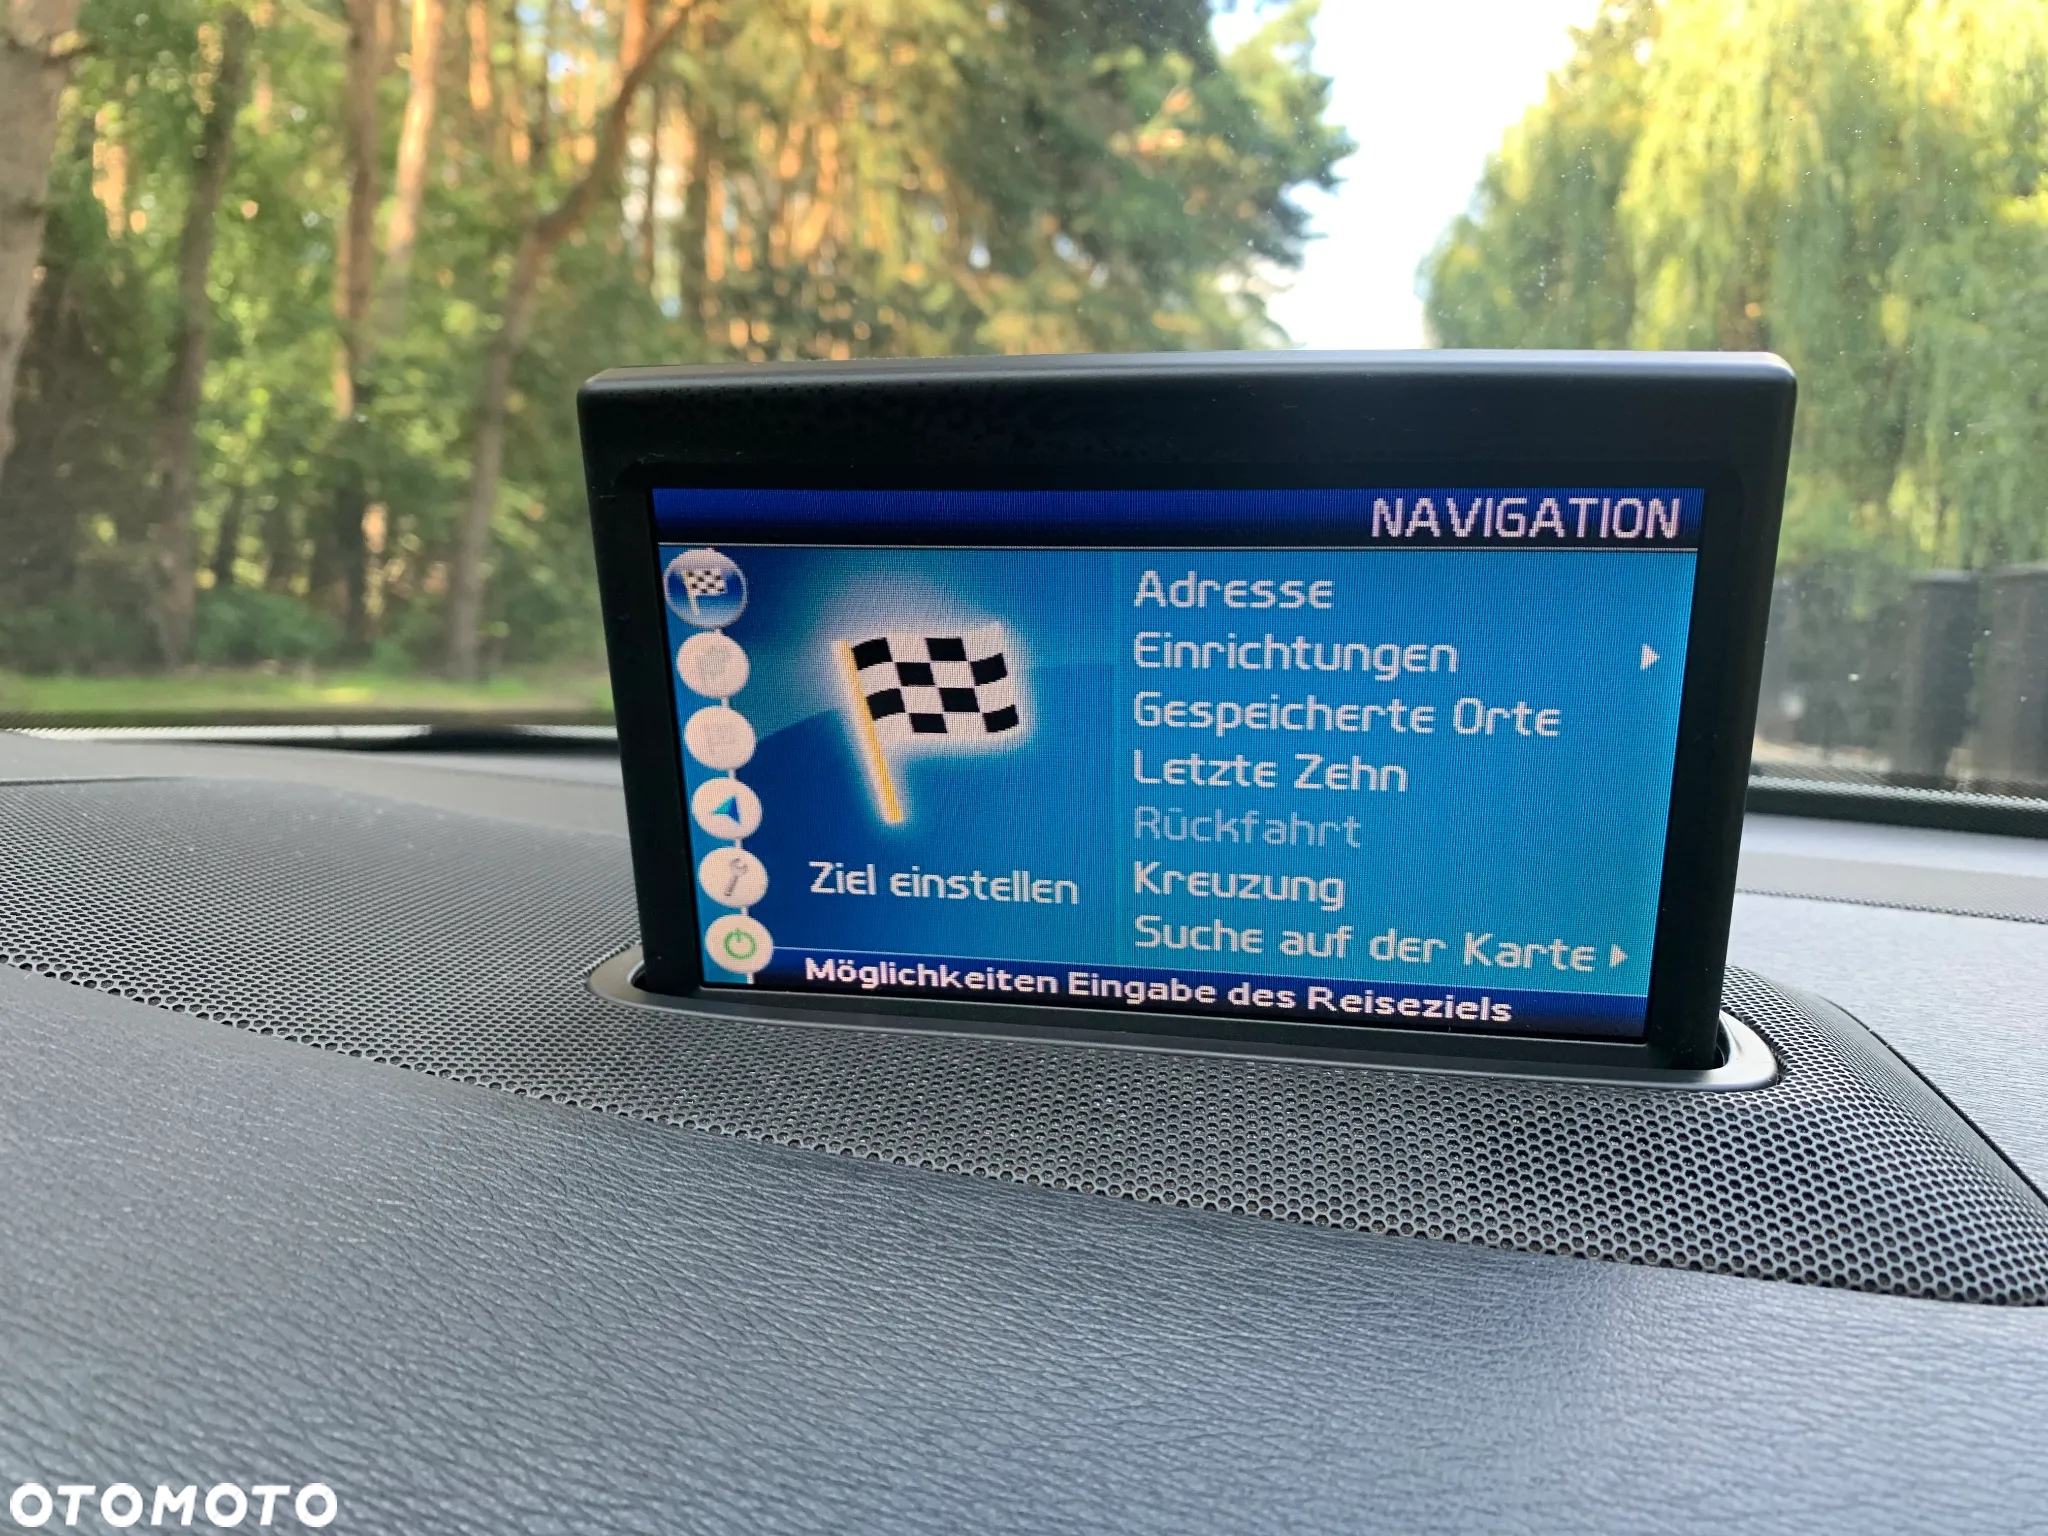 NAVIGATION
Adresse
Einrichtungen
Gespeicherte Orte
Letzte Zehn
Rückfahrt
Kreuzung
Suche auf der Karte
Ziel einstellen
Möglichkeiten Eingabe des Reiseziels
OTOMOTO